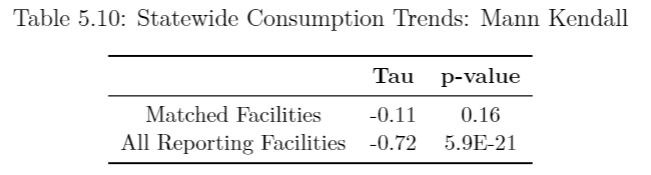 Table 5.10: Statewide Consumption Trends: Mann Kendall
Tau p-value
Matched Facilities -0.11 0.16
All Reporting Facilities -0.72 5.9E-21